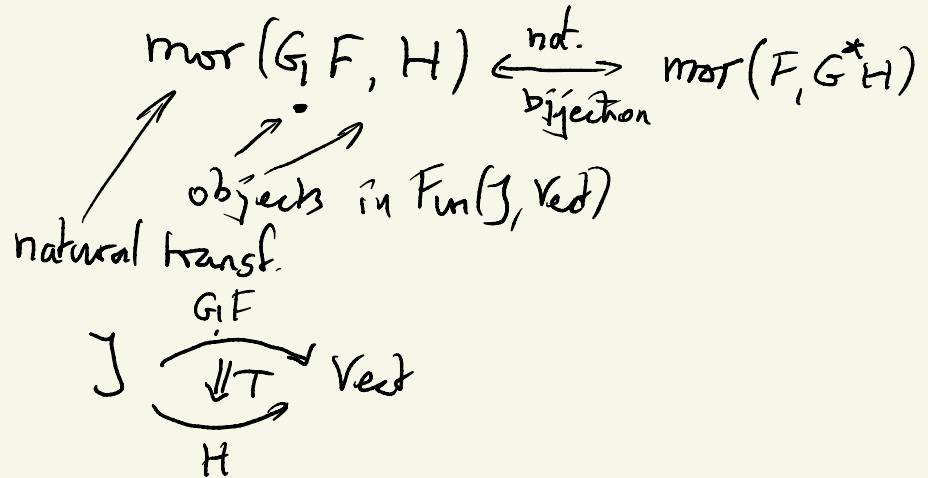 mor(G! F, H) ⟷ mor(F, G*H)
nat.
bijection
objects in Fun(J, Vect)
natural transf.
G! F
J ⇓T Vect
H